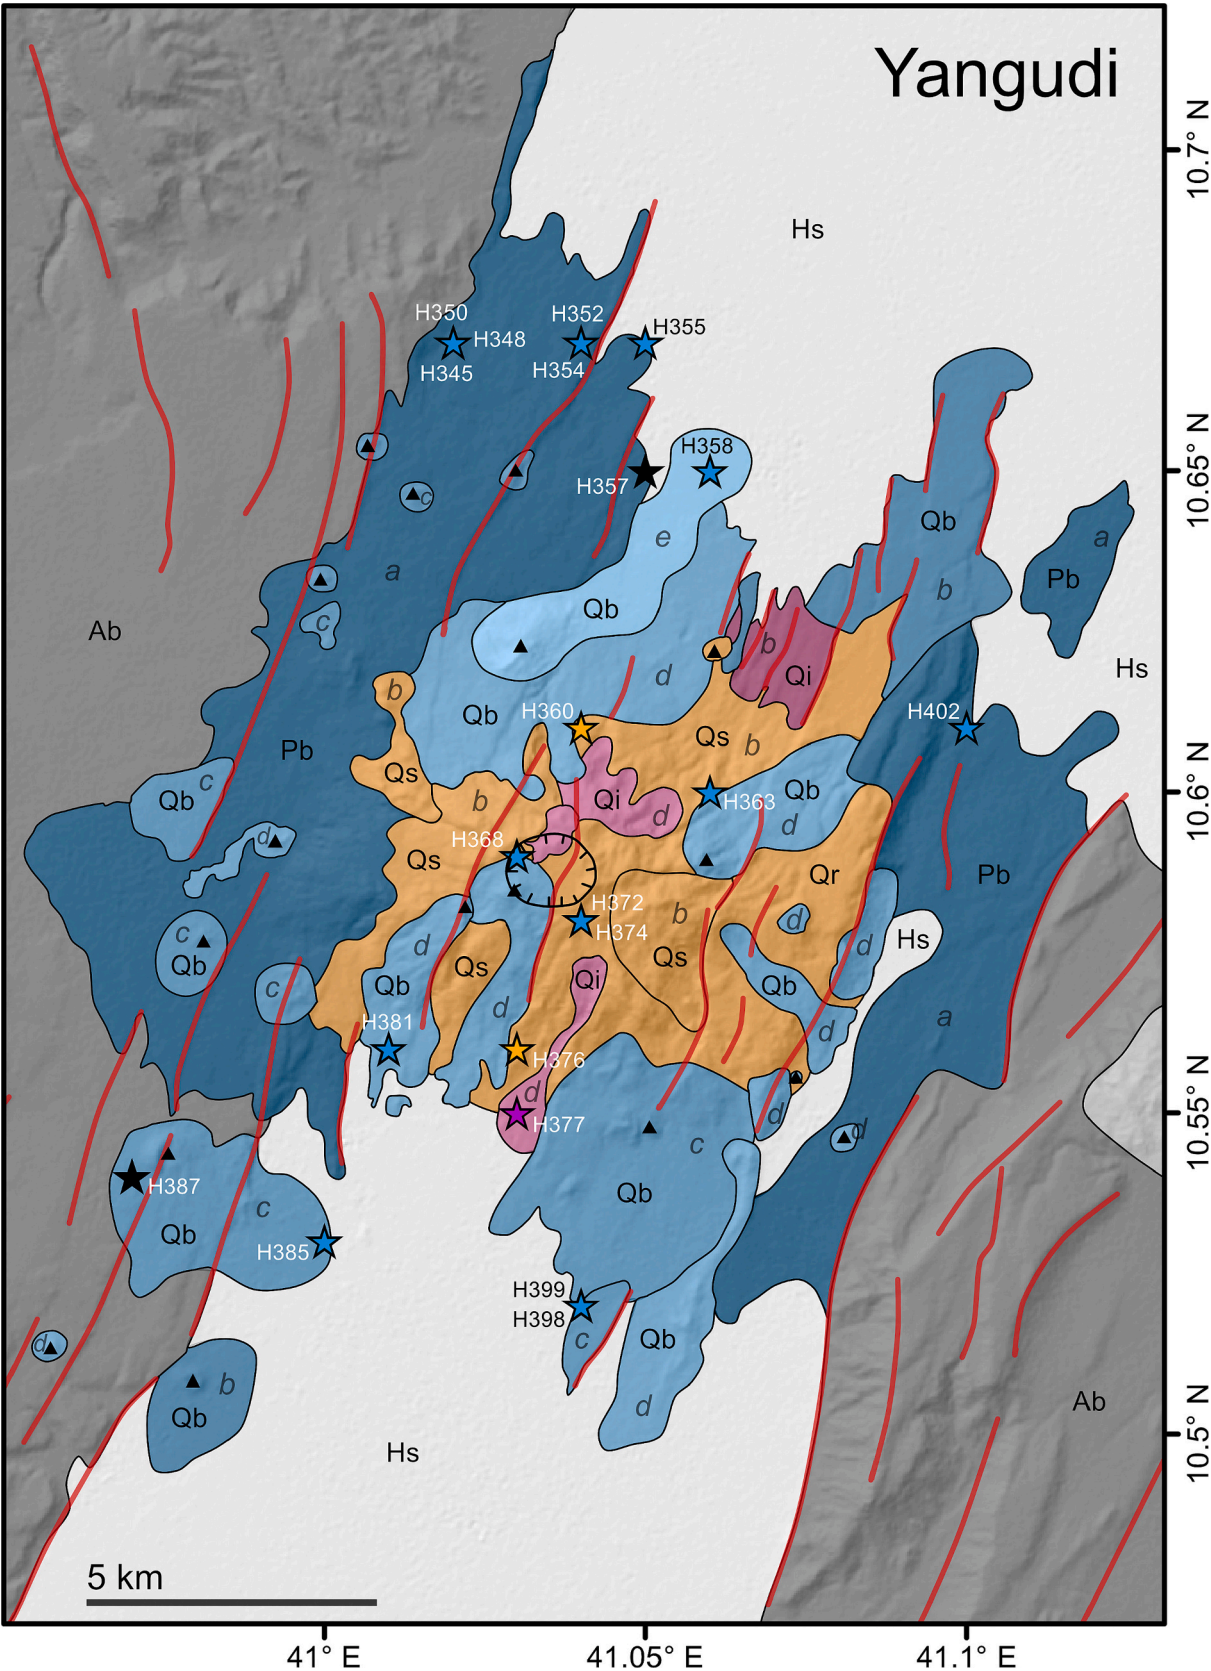 Yangudi
10.7° N
Hs
H350
H352
H348
H355
H345
H354
10.65° N
H358
H357
c
Qb
a
e
Pb
a
b
Qb
c
Ab
b
Hs
d
Qi
b
Qb
H360
H402
Qs
b
Pb
Qs
c
Qb
b
Qi
d
H363
Qb
d
10.6° N
d
H368
Qs
Qr
Pb
H372
b
d
c
Qb
d
H374
Qs
d
Hs
Qs
Qi
c
Qb
d
Qb
a
H381
d
H376
d
d
d
10.55° N
H377
c
H387
Qb
c
Qb
H385
H399
H398
c
Qb
d
b
Qb
d
Ab
10.5° N
Hs
5 km
41° E
41.05° E
41.1° E